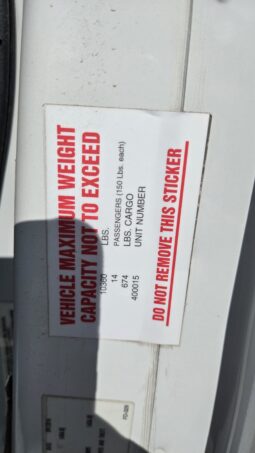 VEHICLE MAXIMUM WEIGHT
CAPACITY NOT TO EXCEED
10360 LBS.
14 PASSENGERS (150 Lbs. each)
674 LBS. CARGO
400015 UNIT NUMBER
DO NOT REMOVE THIS STICKER